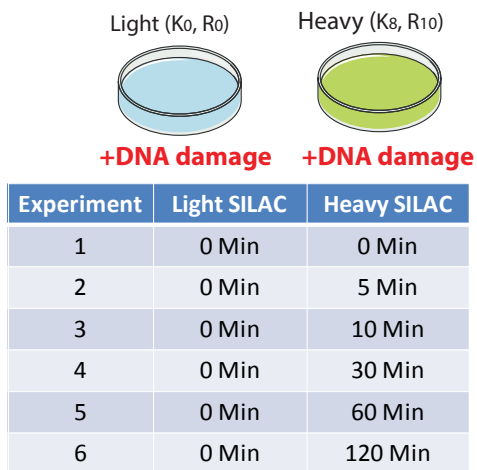 Light (K0, R0) Heavy (K8, R10)
+DNA damage +DNA damage
Experiment Light SILAC Heavy SILAC
1 0 Min 0 Min
2 0 Min 5 Min
3 0 Min 10 Min
4 0 Min 30 Min
5 0 Min 60 Min
6 0 Min 120 Min